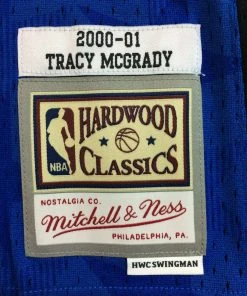 2000-01
TRACY MCGRADY
HARDWOOD
NBA
CLASSICS
NOSTALGIA CO.
Mitchell & Ness
PHILADELPHIA, PA.
HWC SWINGMAN